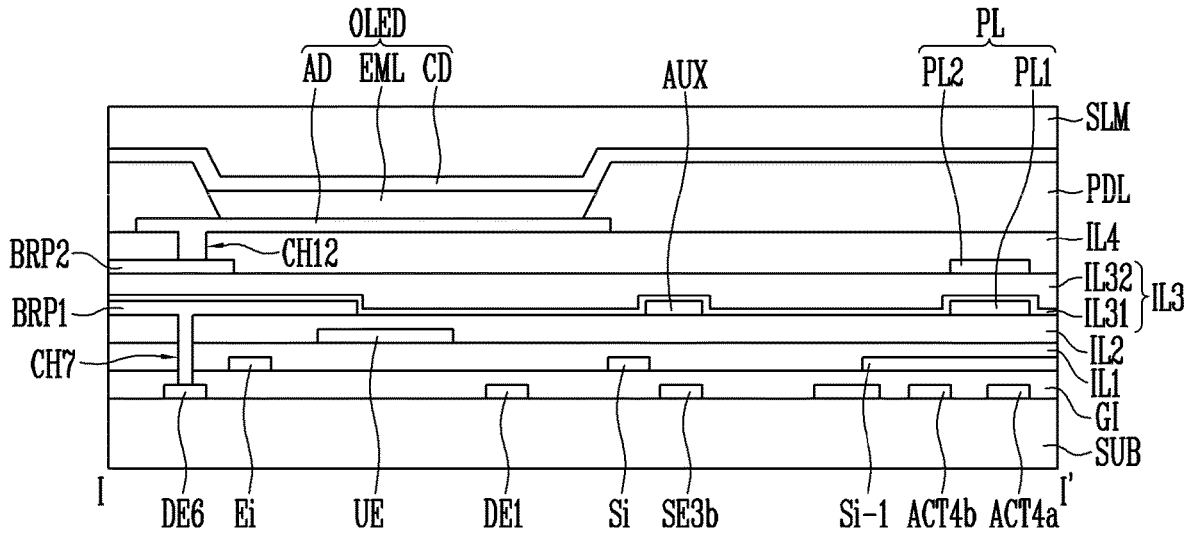 OLED
PL
AD EML CD
AUX
PL2 PL1
SLM
PDL
IL4
BRP2
CH12
IL32
IL3
BRP1
IL31
IL2
CH7
IL1
GI
SUB
I
I'
DE6 Ei UE DE1 Si SE3b Si-1 ACT4b ACT4a